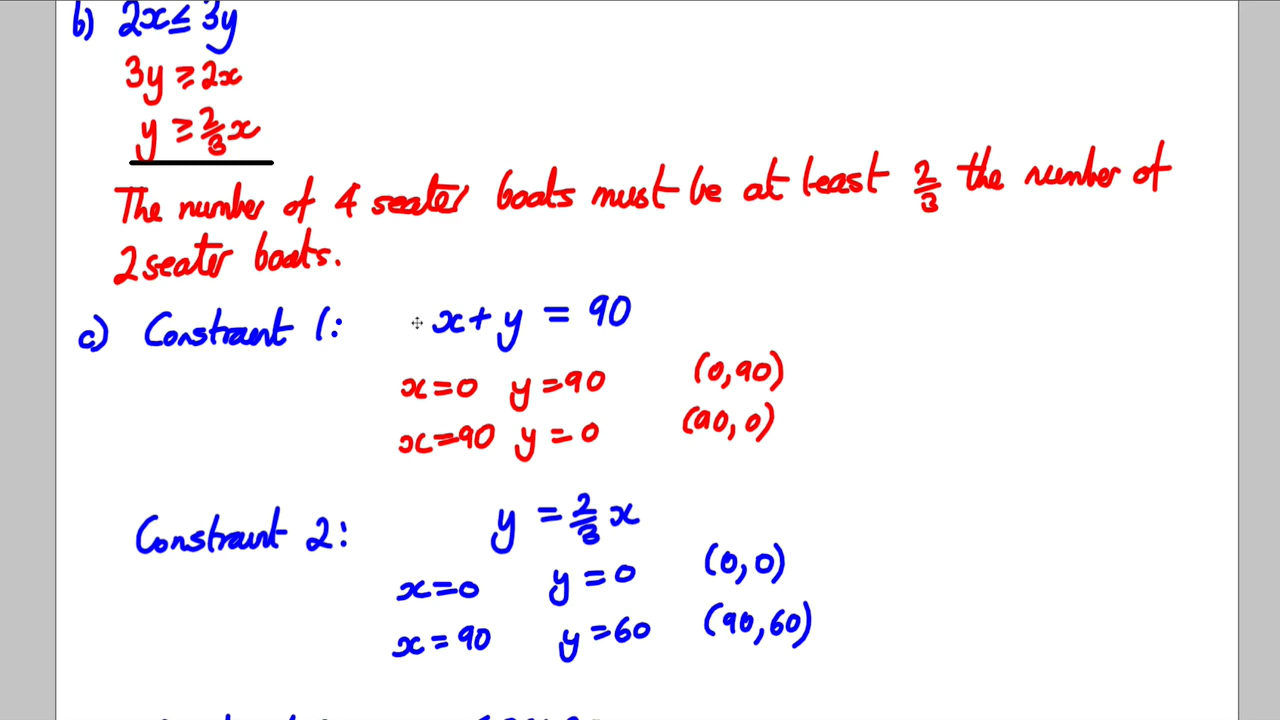 b) 2x ≤ 3y
3y ≥ 2x
y ≥ 2/3 x
The number of 4 seater boats must be at least 2/3 the number of
2 seater boats.
c) Constraint 1: x + y = 90
x = 0 y = 90 (0, 90)
x = 90 y = 0 (90, 0)
Constraint 2: y = 2/3 x
x = 0 y = 0 (0, 0)
x = 90 y = 60 (90, 60)